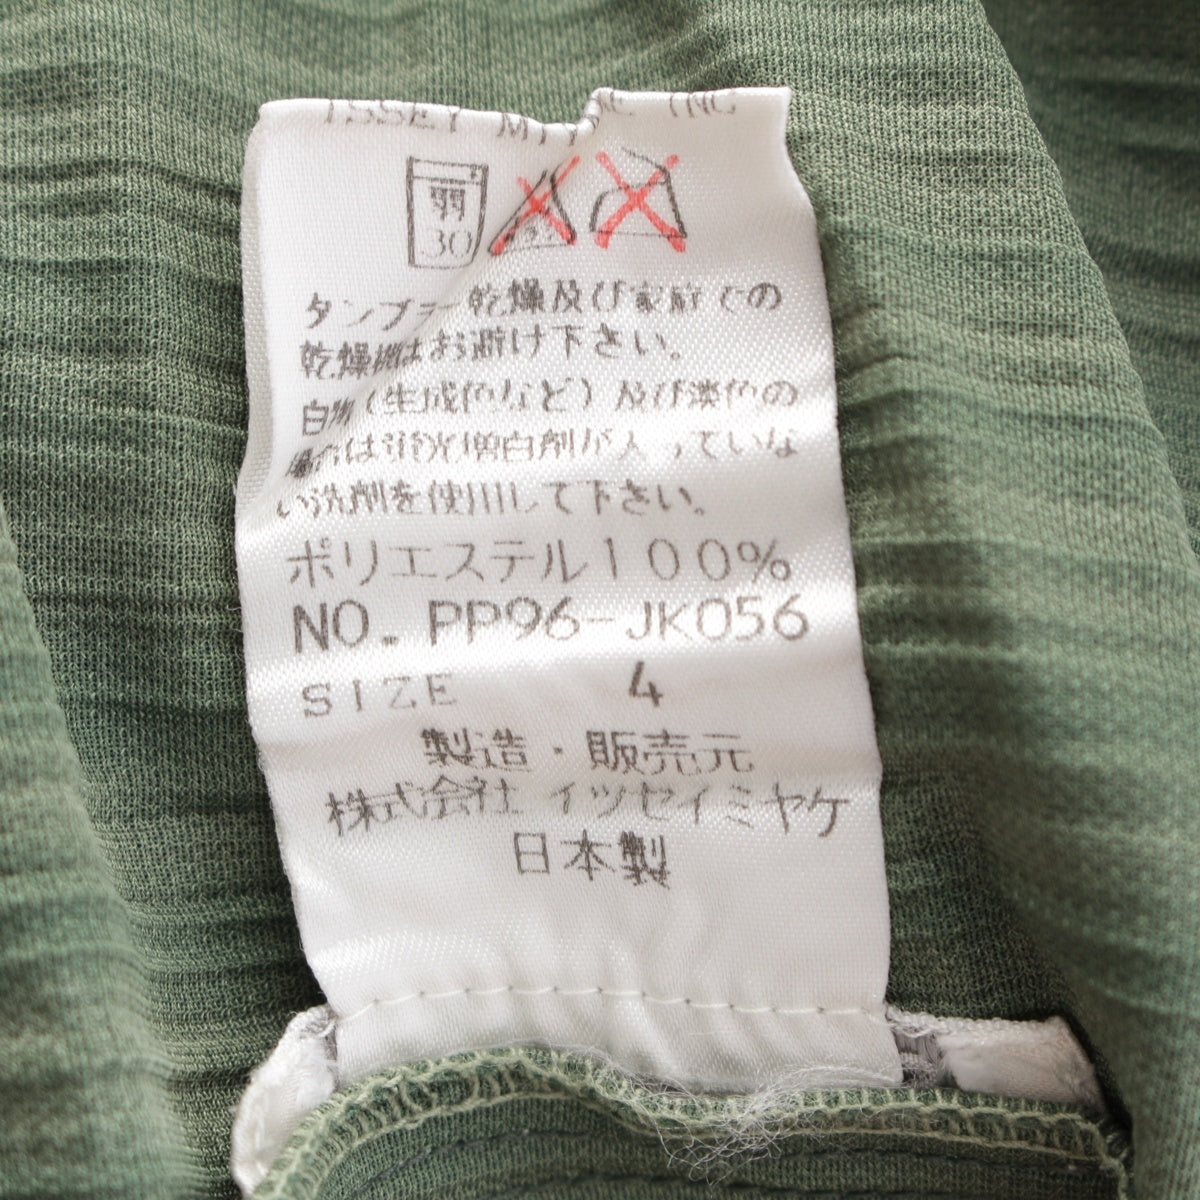 ISSEY MIYAKE INC
弱
30
タンブラー乾燥及び家庭での
乾燥機はお避け下さい。
白物(生成色など)及び淡色の
場合は蛍光増白剤が入っていな
い洗剤を使用して下さい。
ポリエステル100%
NO. PP96-JK056
SIZE 4
製造・販売元
株式会社 イツセイミヤケ
日本製